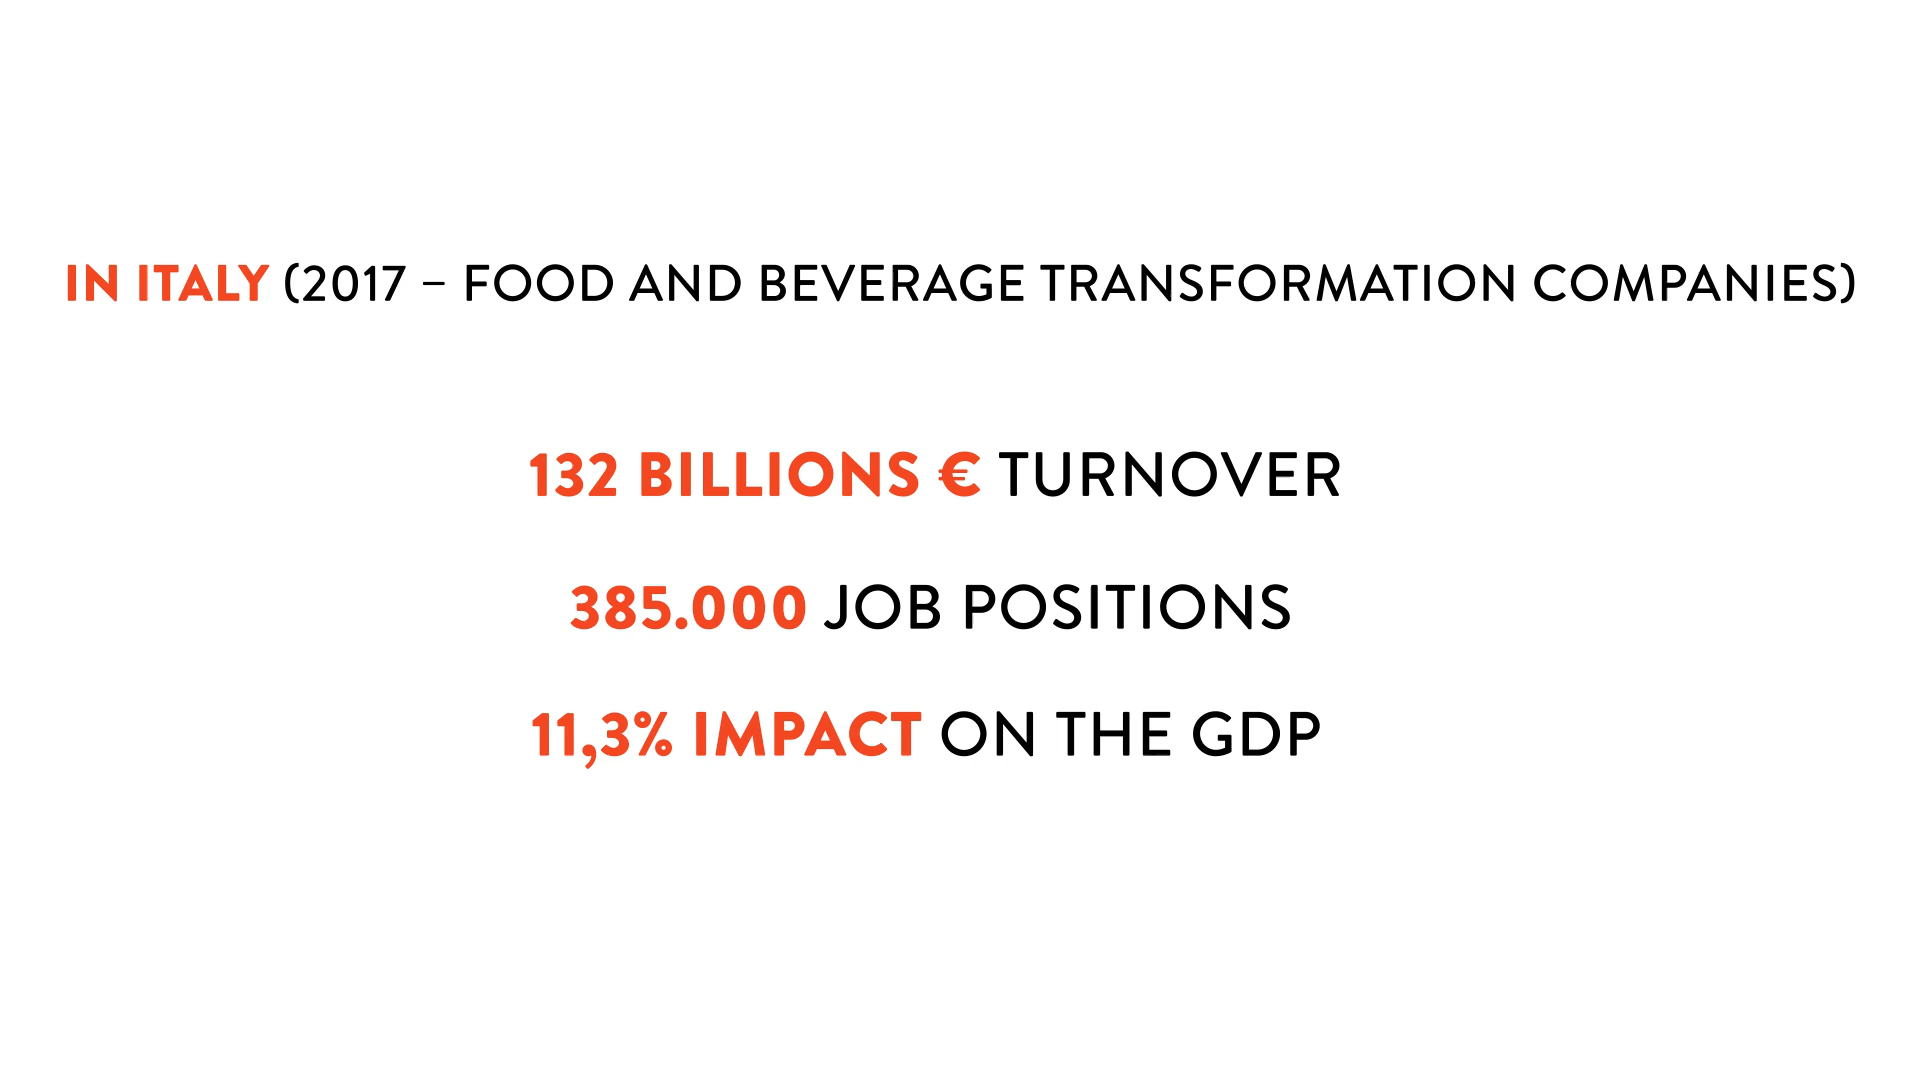 IN ITALY (2017 – FOOD AND BEVERAGE TRANSFORMATION COMPANIES)
132 BILLIONS € TURNOVER
385.000 JOB POSITIONS
11,3% IMPACT ON THE GDP